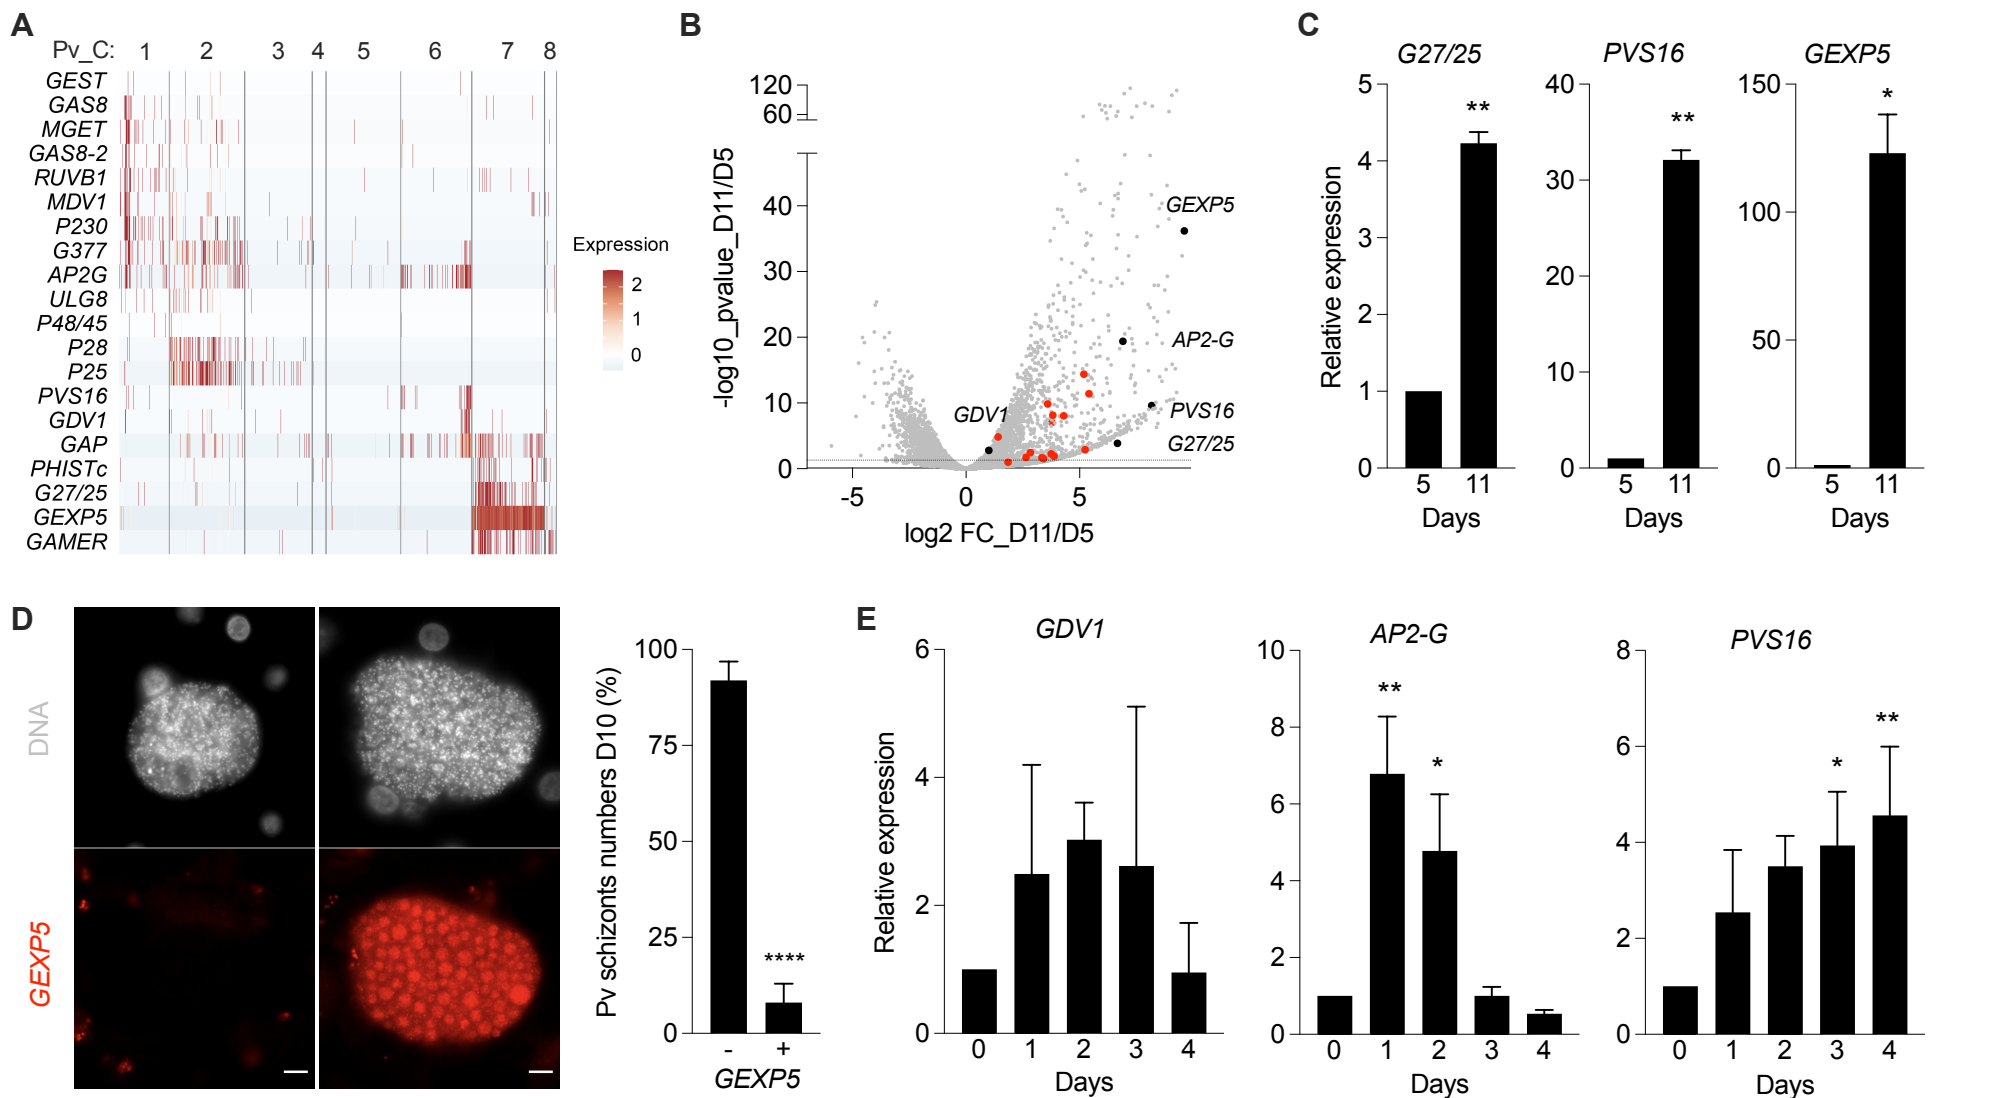 A
Pv_C: 1 2 3 4 5 6 7 8
GEST
GAS8
MGET
GAS8-2
RUVB1
MDV1
P230
G377
AP2G
ULG8
P48/45
P28
P25
PVS16
GDV1
GAP
PHISTc
G27/25
GEXP5
GAMER
Expression
2
1
0
B
-log10_pvalue_D11/D5
120
60
40
30
20
10
0
GEXP5
AP2-G
GDV1
PVS16
G27/25
-5 0 5
log2 FC_D11/D5
C
G27/25
Relative expression
5
4
3
2
1
0
**
5 11
Days
PVS16
40
30
20
10
0
**
5 11
Days
GEXP5
150
100
50
0
*
5 11
Days
D
DNA
GEXP5
Pv schizonts numbers D10 (%)
100
75
50
25
0
****
- +
GEXP5
E
GDV1
Relative expression
6
4
2
0
0 1 2 3 4
Days
AP2-G
10
8
6
4
2
0
**
*
0 1 2 3 4
Days
PVS16
8
6
4
2
0
*
**
0 1 2 3 4
Days